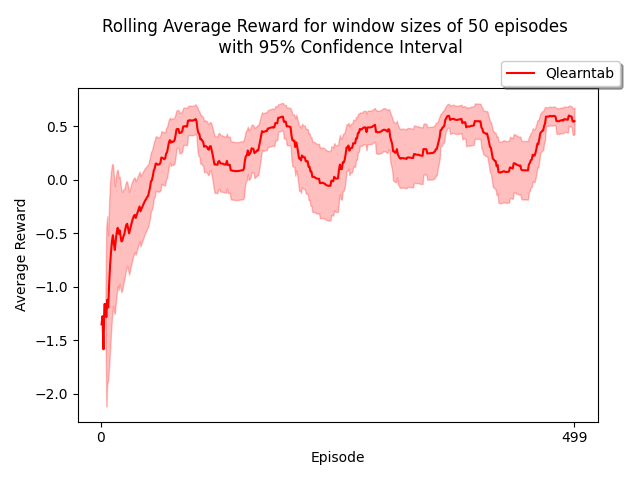 Rolling Average Reward for window sizes of 50 episodes
with 95% Confidence Interval
Qlearntab
0.5
0.0
−0.5
−1.0
−1.5
−2.0
Average Reward
0
499
Episode